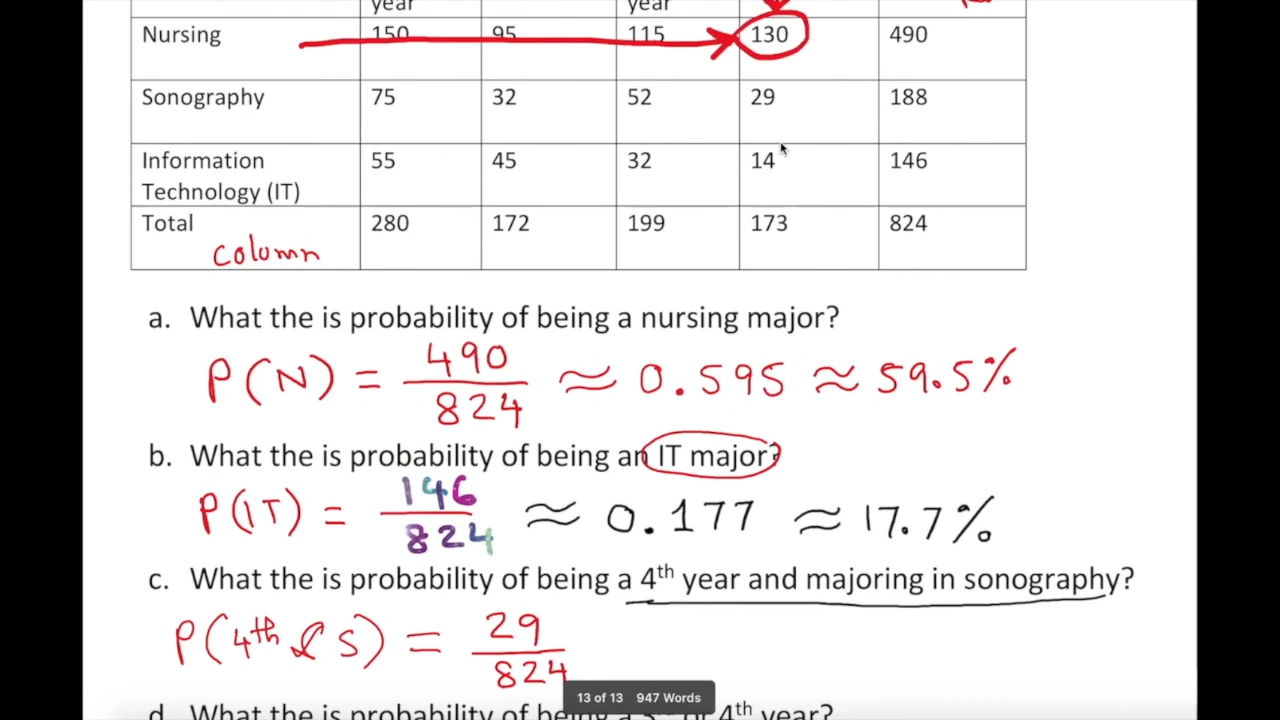 year year
Nursing 150 95 115 130 490
Sonography 75 32 52 29 188
Information 55 45 32 14 146
Technology (IT)
Total 280 172 199 173 824
column
a. What the is probability of being a nursing major?
P(N) = 490/824 ≈ 0.595 ≈ 59.5%
b. What the is probability of being an IT major?
P(IT) = 146/824 ≈ 0.177 ≈ 17.7%
c. What the is probability of being a 4th year and majoring in sonography?
P(4th & S) = 29/824
13 of 13 947 Words
d. What the is probability of being a 3rd or 4th year?